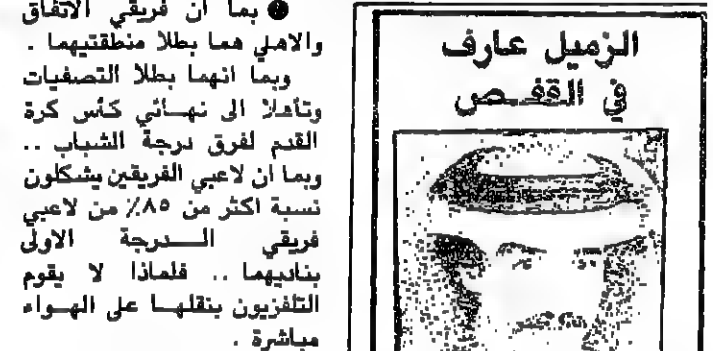 ● بما ان فريقي الاتفاق
والاهلي هما بطلا منطقتيهما .
وبما انهما بطلا التصفيات
وتأهلا الى نهائي كأس كرة
القدم لفرق درجة الشباب ..
وبما ان لاعبي الفريقين يشكلون
نسبة اكثر من ٨٥٪ من لاعبي
فريقي الدرجة الاولى
بناديهما .. فلماذا لا يقوم
التلفزيون بنقلها على الهواء
مباشرة .
الزميل عارف
في القفص